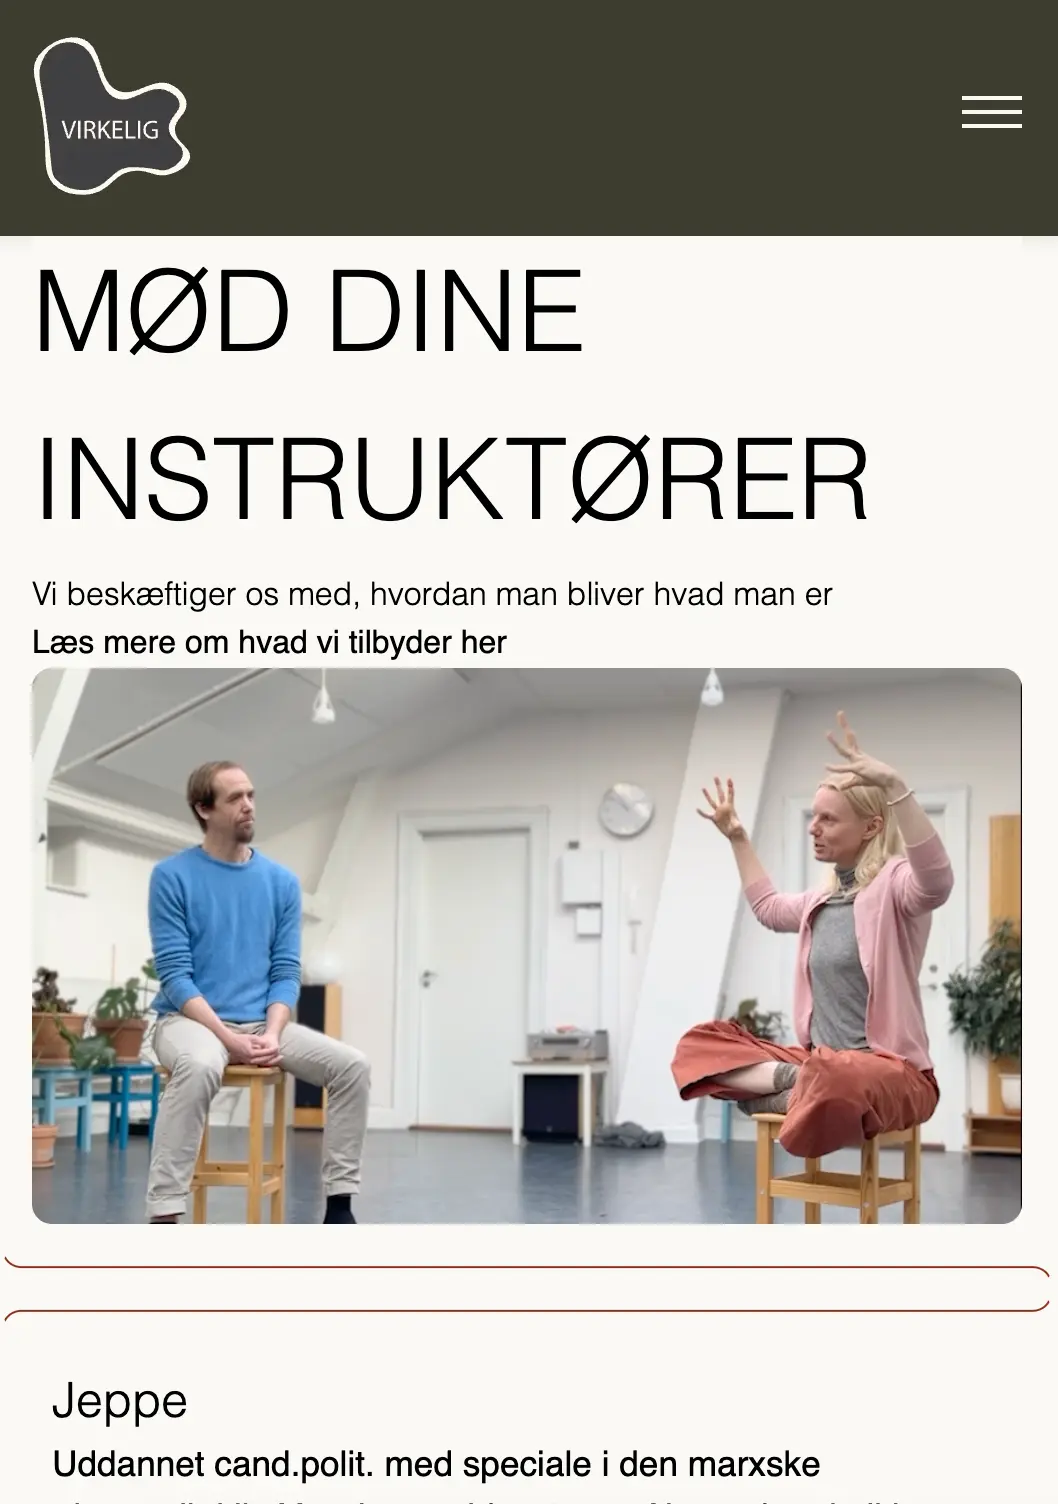 VIRKELIG
MØD DINE
INSTRUKTØRER
Vi beskæftiger os med, hvordan man bliver hvad man er
Læs mere om hvad vi tilbyder her
Jeppe
Uddannet cand.polit. med speciale i den marxske